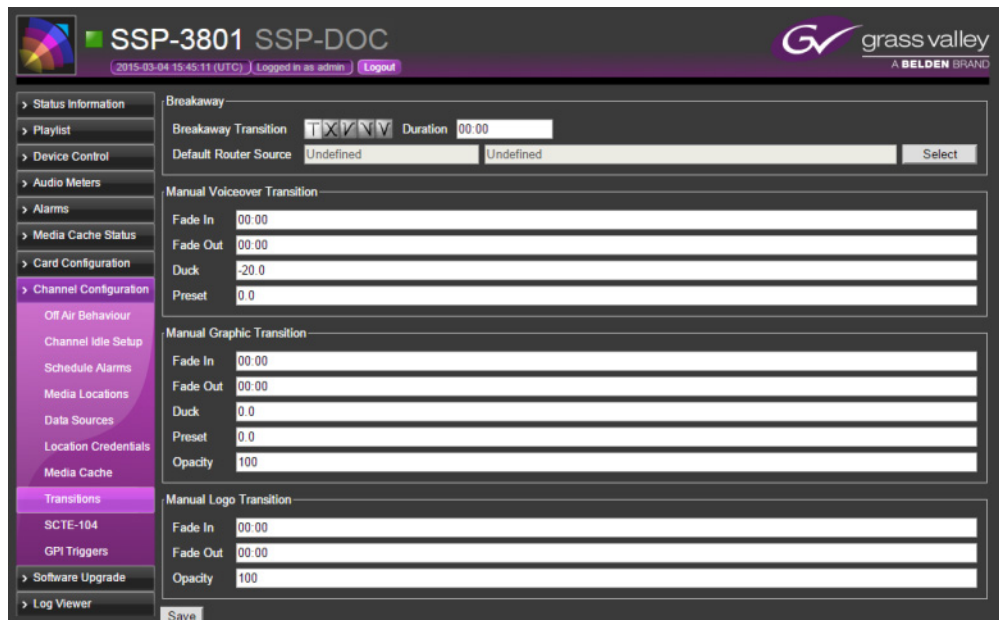 SSP-3801 SSP-DOC
2015-03-04 15:45:11 (UTC) Logged in as admin Logout
GV grass valley
A BELDEN BRAND
> Status Information
> Playlist
> Device Control
> Audio Meters
> Alarms
> Media Cache Status
> Card Configuration
> Channel Configuration
Off Air Behaviour
Channel Idle Setup
Schedule Alarms
Media Locations
Data Sources
Location Credentials
Media Cache
Transitions
SCTE-104
GPI Triggers
> Software Upgrade
> Log Viewer
Breakaway
Breakaway Transition T X V V V Duration 00:00
Default Router Source Undefined Undefined Select
Manual Voiceover Transition
Fade In 00:00
Fade Out 00:00
Duck -20.0
Preset 0.0
Manual Graphic Transition
Fade In 00:00
Fade Out 00:00
Duck 0.0
Preset 0.0
Opacity 100
Manual Logo Transition
Fade In 00:00
Fade Out 00:00
Opacity 100
Save